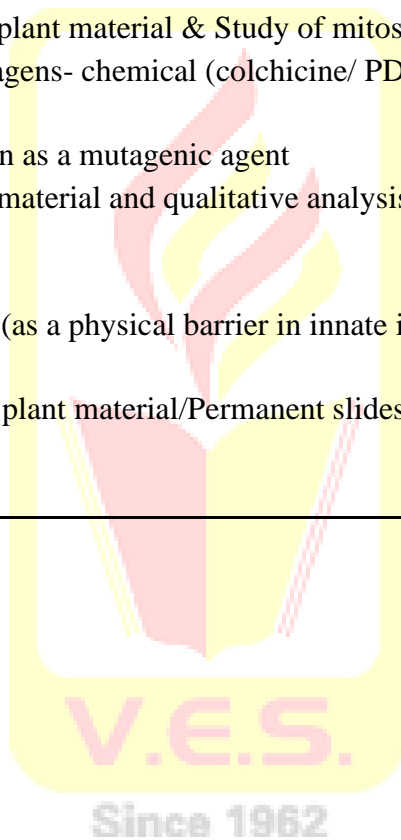 plant material & Study of mitos
agens- chemical (colchicine/ PD
n as a mutagenic agent
material and qualitative analysis
(as a physical barrier in innate i
plant material/Permanent slides
V.E.S.
Since 1962